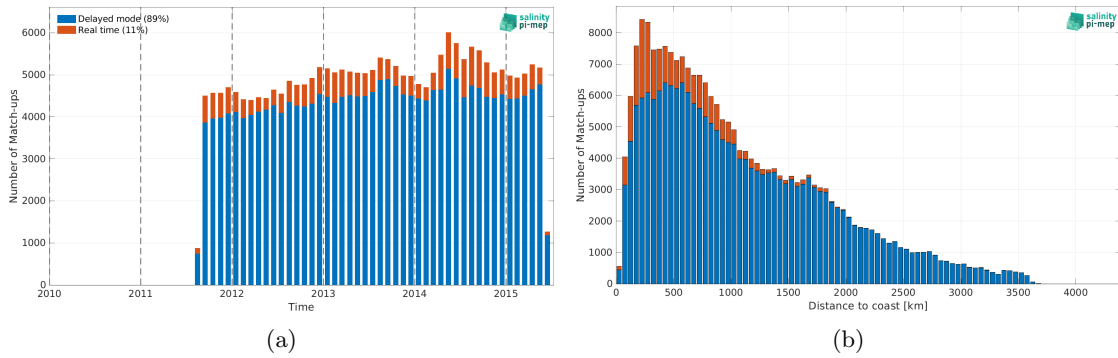 Delayed mode (89%)
Real time (11%)
salinity
pi-mep
6000
5000
4000
3000
2000
1000
0
Number of Match-ups
2010 2011 2012 2013 2014 2015
Time
(a)
salinity
pi-mep
8000
7000
6000
5000
4000
3000
2000
1000
0
Number of Match-ups
0 500 1000 1500 2000 2500 3000 3500 4000
Distance to coast [km]
(b)